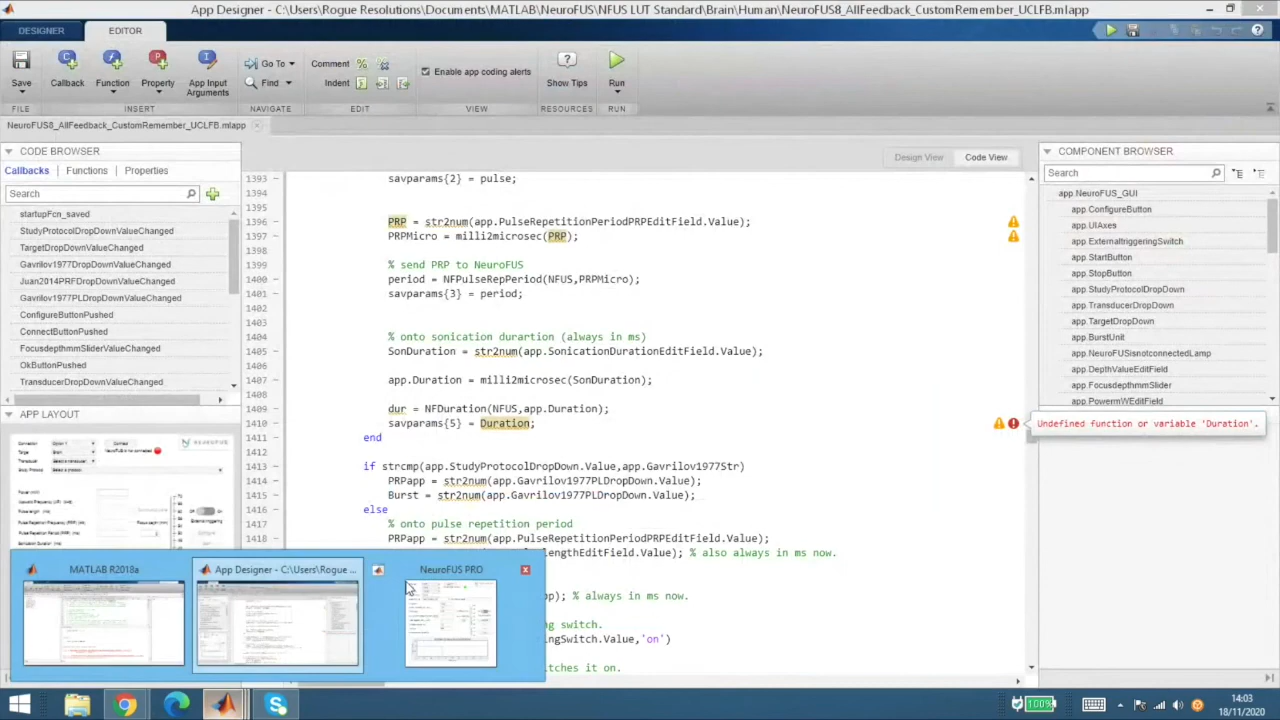 App Designer - C:\Users\Rogue Resolutions\Documents\MATLAB\NeuroFUS\NFUS LUT Standard\Brain\Human\NeuroFUS8_AllFeedback_CustomRemember_UCLFB.mlapp
DESIGNER
EDITOR
Save
Callback
Function
Property
App Input Arguments
Go To
Find
Comment
Indent
Enable app coding alerts
Show Tips
Run
FILE
INSERT
NAVIGATE
EDIT
VIEW
RESOURCES
RUN
NeuroFUS8_AllFeedback_CustomRemember_UCLFB.mlapp
CODE BROWSER
Callbacks
Functions
Properties
Search
startupFcn_saved
StudyProtocolDropDownValueChanged
TargetDropDownValueChanged
Gavrilov1977DropDownValueChanged
Juan2014PRFDropDownValueChanged
Gavrilov1977PLDropDownValueChanged
ConfigureButtonPushed
ConnectButtonPushed
FocusdepthmmSliderValueChanged
OkButtonPushed
TransducerDropDownValueChanged
APP LAYOUT
Design View
Code View
1393 savparams{2} = pulse;
1394
1395
1396 PRP = str2num(app.PulseRepetitionPeriodPRPEditField.Value);
1397 PRPMicro = milli2microsec(PRP);
1398
1399 % send PRP to NeuroFUS
1400 period = NFPulseRepPeriod(NFUS,PRPMicro);
1401 savparams{3} = period;
1402
1403
1404 % onto sonication durartion (always in ms)
1405 SonDuration = str2num(app.SonicationDurationEditField.Value);
1406
1407 app.Duration = milli2microsec(SonDuration);
1408
1409 dur = NFDuration(NFUS,app.Duration);
1410 savparams{5} = Duration;
1411 end
1412
1413 if strcmp(app.StudyProtocolDropDown.Value,app.Gavrilov1977Str)
1414 PRPapp = str2num(app.Gavrilov1977PLDropDown.Value);
1415 Burst = str2num(app.Gavrilov1977PLDropDown.Value);
1416 else
1417 % onto pulse repetition period
1418 PRPapp = str2num(app.PulseRepetitionPeriodPRPEditField.Value);
lengthEditField.Value); % also always in ms now.
p); % always in ms now.
g switch.
ngSwitch.Value,'on')
tches it on.
COMPONENT BROWSER
Search
app.NeuroFUS_GUI
app.ConfigureButton
app.UIAxes
app.ExternaltriggeringSwitch
app.StartButton
app.StopButton
app.StudyProtocolDropDown
app.TransducerDropDown
app.TargetDropDown
app.BurstUnit
app.NeuroFUSisnotconnectedLamp
app.DepthValueEditField
app.FocusdepthmmSlider
app.PowermWEditField
Undefined function or variable 'Duration'.
MATLAB R2018a
App Designer - C:\Users\Rogue ...
NeuroFUS PRO
100%
14:03
18/11/2020